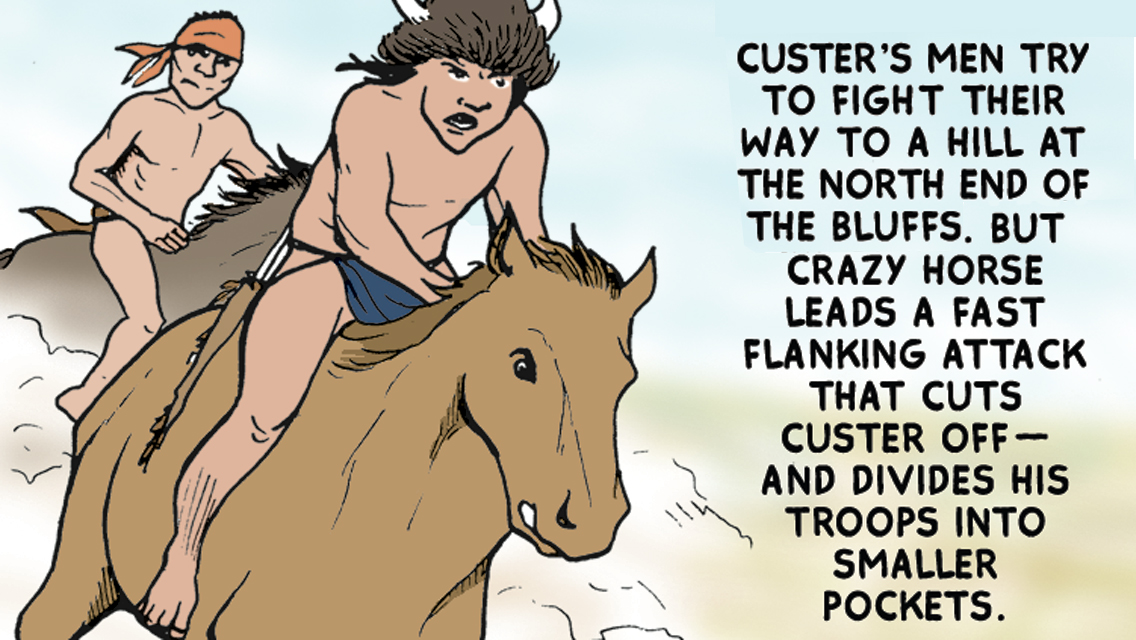 CUSTER'S MEN TRY
TO FIGHT THEIR
WAY TO A HILL AT
THE NORTH END OF
THE BLUFFS. BUT
CRAZY HORSE
LEADS A FAST
FLANKING ATTACK
THAT CUTS
CUSTER OFF—
AND DIVIDES HIS
TROOPS INTO
SMALLER
POCKETS.